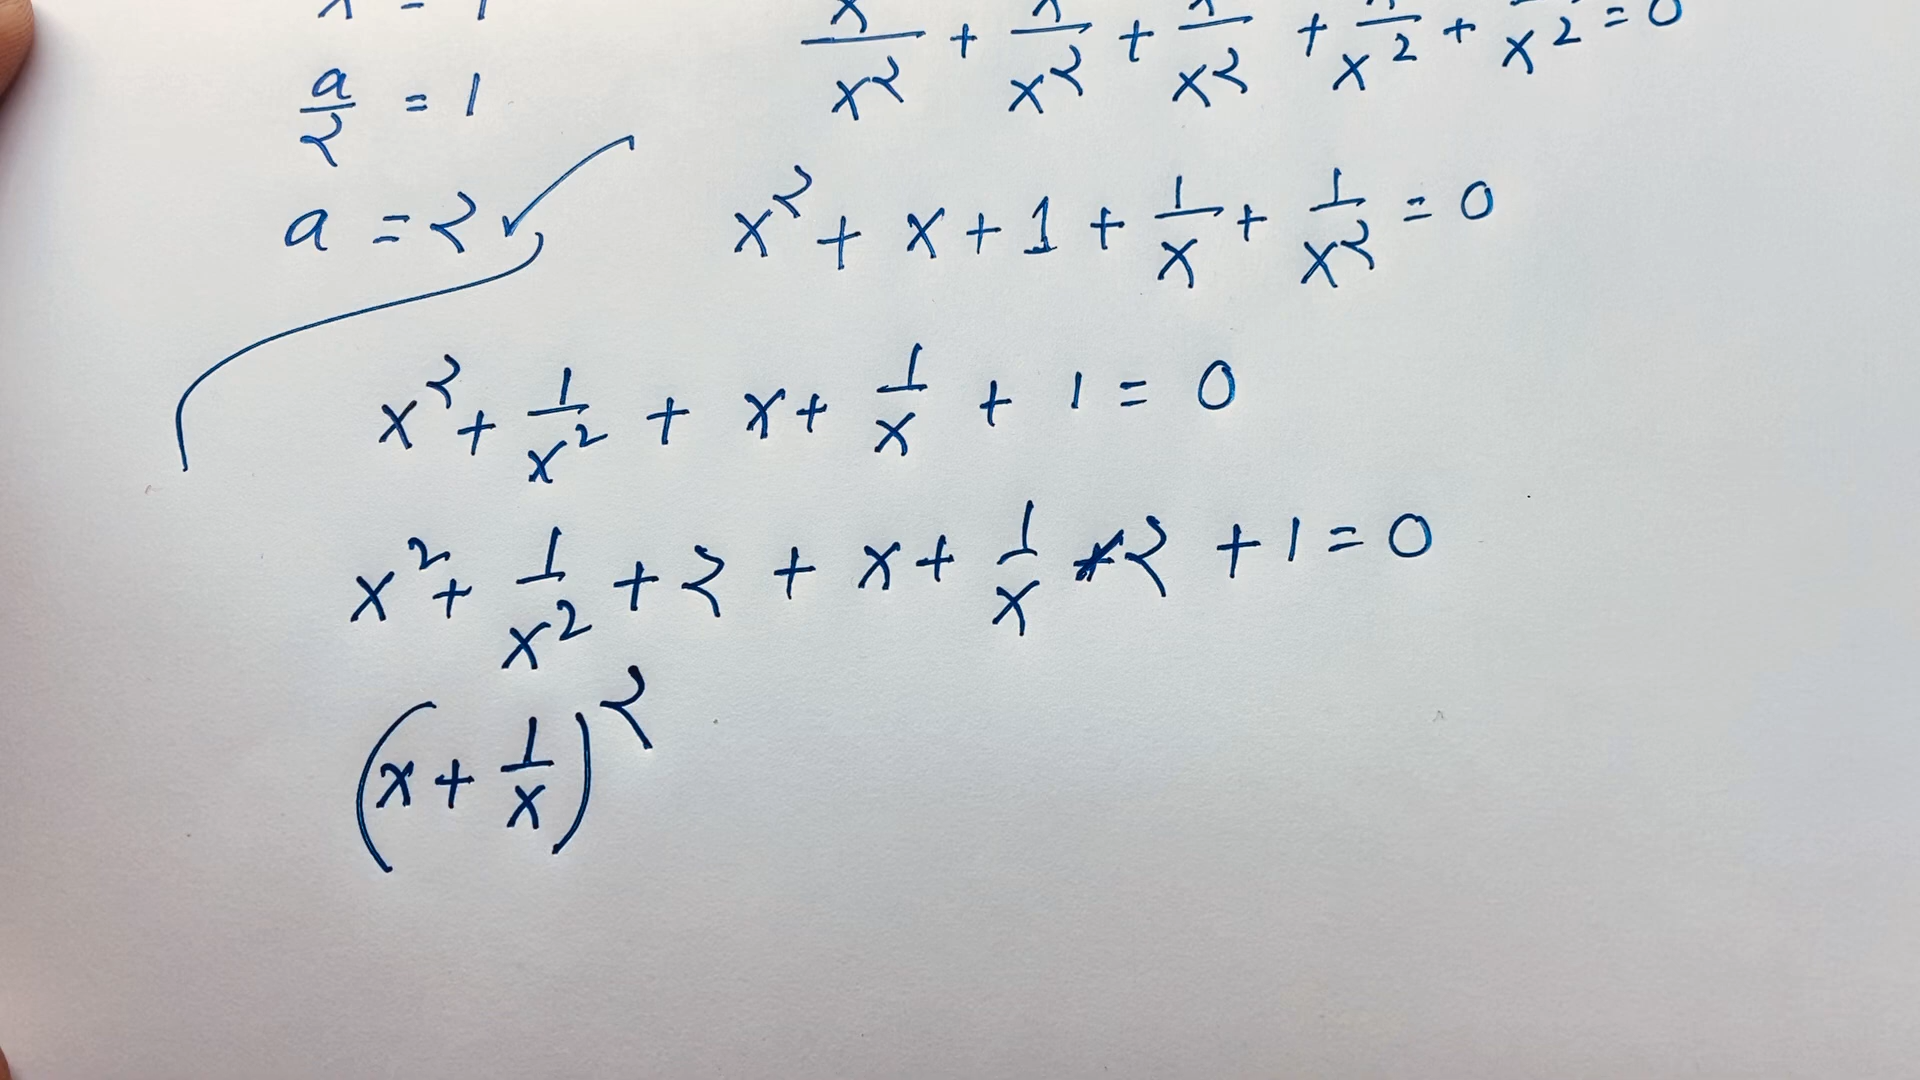 x = 1
a/2 = 1
a = 2 ✓
/x² + /x² + /x² + /x² + /x² = 0
x² + x + 1 + 1/x + 1/x² = 0
x² + 1/x² + x + 1/x + 1 = 0
x² + 1/x² + 2 + x + 1/x - 2 + 1 = 0
(x + 1/x)²